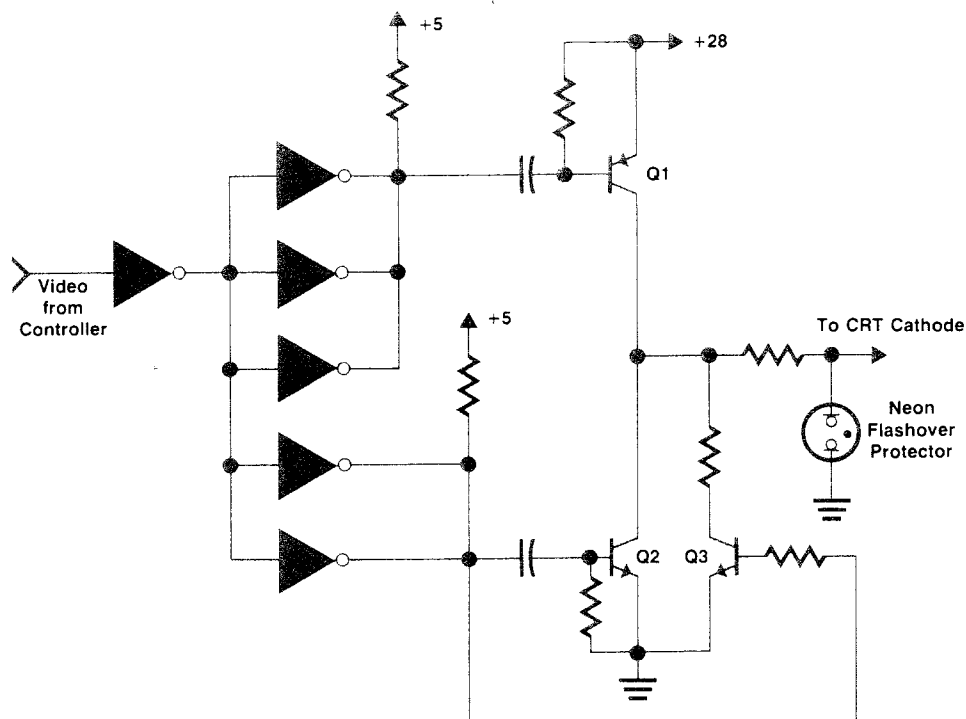 +5
+28
Q1
Video
from
Controller
+5
To CRT Cathode
Neon
Flashover
Protector
Q2
Q3